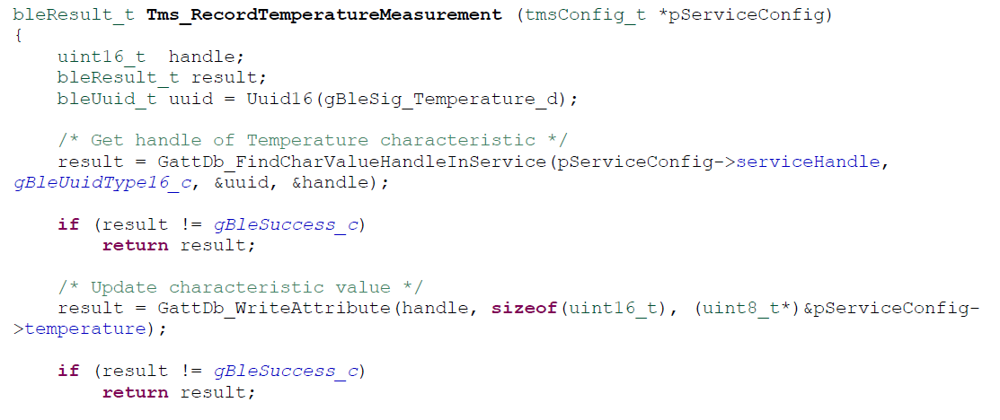 bleResult_t Tms_RecordTemperatureMeasurement (tmsConfig_t *pServiceConfig)
{
    uint16_t  handle;
    bleResult_t result;
    bleUuid_t uuid = Uuid16(gBleSig_Temperature_d);

    /* Get handle of Temperature characteristic */
    result = GattDb_FindCharValueHandleInService(pServiceConfig->serviceHandle,
gBleUuidType16_c, &uuid, &handle);

    if (result != gBleSuccess_c)
        return result;

    /* Update characteristic value */
    result = GattDb_WriteAttribute(handle, sizeof(uint16_t), (uint8_t*)&pServiceConfig-
>temperature);

    if (result != gBleSuccess_c)
        return result;